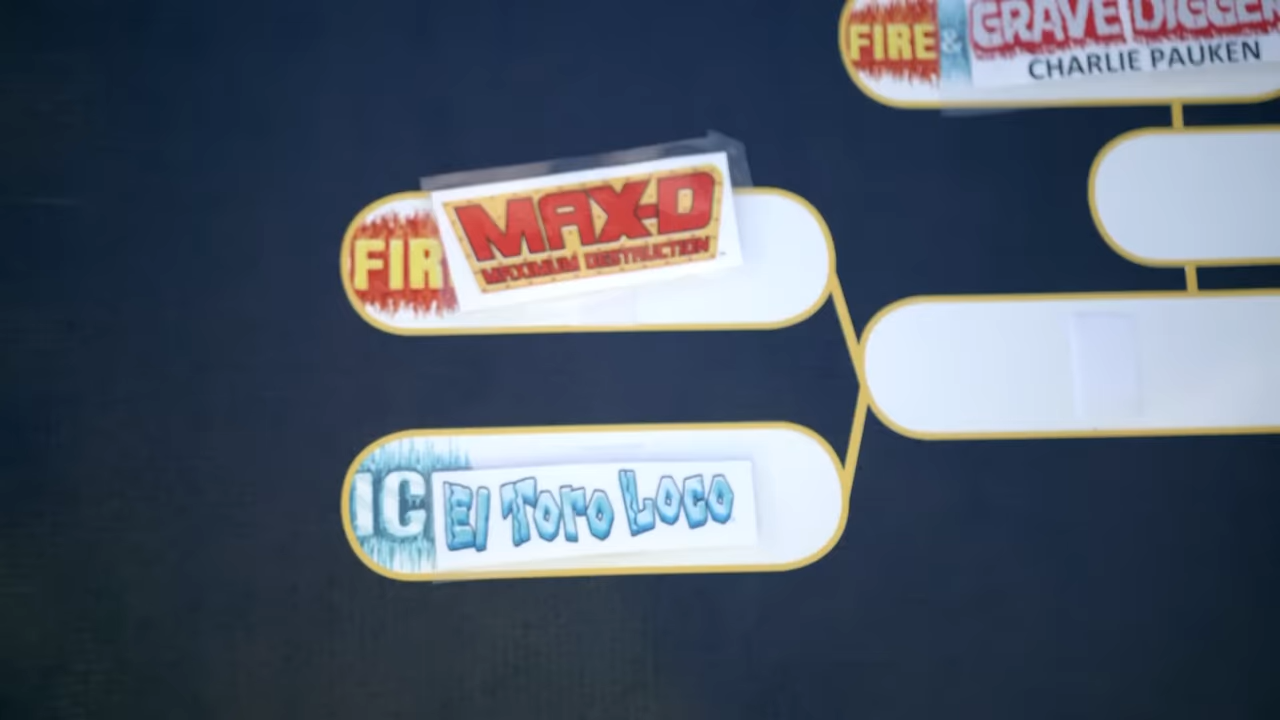 FIRE & GRAVE DIGGER
CHARLIE PAUKEN
FIR MAX-D
MAXIMUM DESTRUCTION
IC El Toro Loco